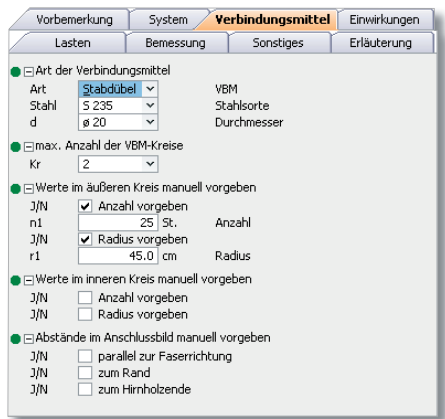 Vorbemerkung System Verbindungsmittel Einwirkungen
Lasten Bemessung Sonstiges Erläuterung
Art der Verbindungsmittel
Art Stabdübel VBM
Stahl S 235 Stahlsorte
d ø 20 Durchmesser
max. Anzahl der VBM-Kreise
Kr 2
Werte im äußeren Kreis manuell vorgeben
J/N Anzahl vorgeben
n1 25 St. Anzahl
J/N Radius vorgeben
r1 45.0 cm Radius
Werte im inneren Kreis manuell vorgeben
J/N Anzahl vorgeben
J/N Radius vorgeben
Abstände im Anschlussbild manuell vorgeben
J/N parallel zur Faserrichtung
J/N zum Rand
J/N zum Hirnholzende